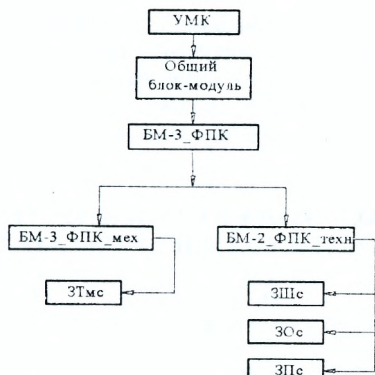 УМК
Общий
блок-модуль
БМ-3_ФПК
БМ-3_ФПК_мех
БМ-2_ФПК_техн
ЗТмс
ЗШс
ЗОс
ЗПс